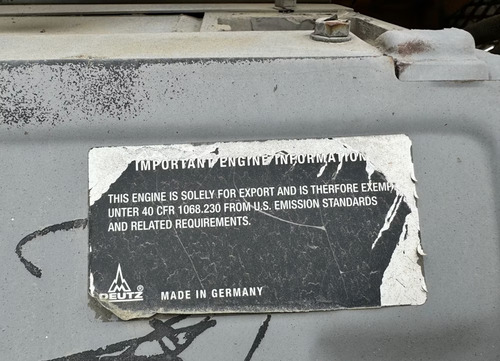 IMPORTANT ENGINE INFORMATION
THIS ENGINE IS SOLELY FOR EXPORT AND IS THERFORE EXEMP
UNTER 40 CFR 1068.230 FROM U.S. EMISSION STANDARDS
AND RELATED REQUIREMENTS.
DEUTZ
MADE IN GERMANY